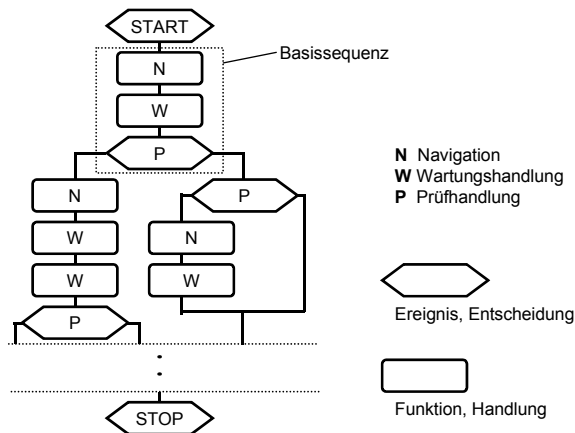 START
Basissequenz
N
W
P
N
P
W
N
W
W
P
N Navigation
W Wartungshandlung
P Prüfhandlung
Ereignis, Entscheidung
Funktion, Handlung
STOP